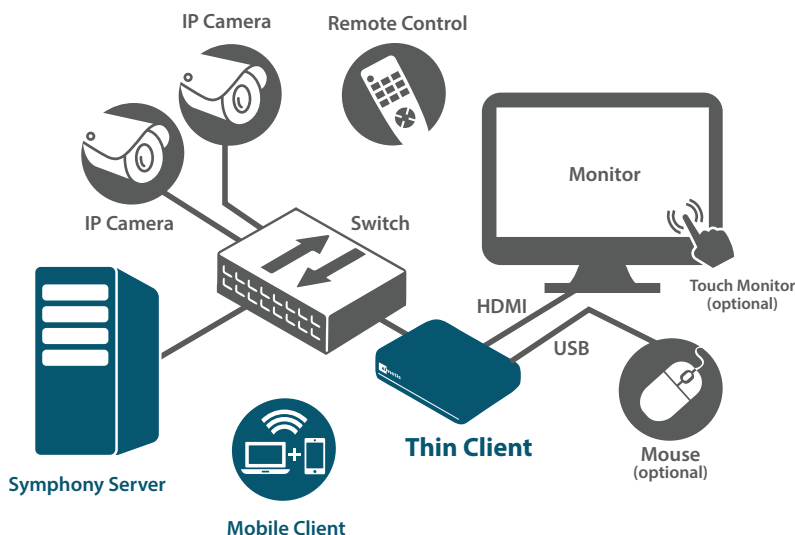 IP Camera
Remote Control
Monitor
IP Camera
Switch
Touch Monitor
(optional)
HDMI
USB
Thin Client
Mouse
(optional)
Symphony Server
Mobile Client